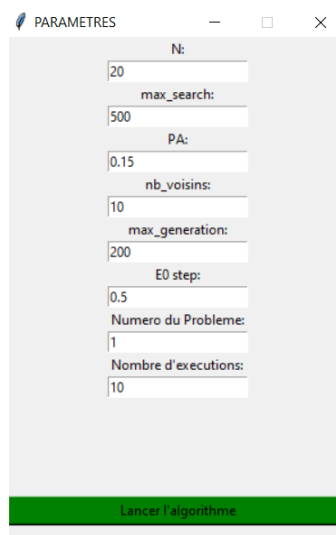 PARAMETRES
N:
20
max_search:
500
PA:
0.15
nb_voisins:
10
max_generation:
200
E0 step:
0.5
Numero du Probleme:
1
Nombre d'executions:
10
Lancer l'algorithme